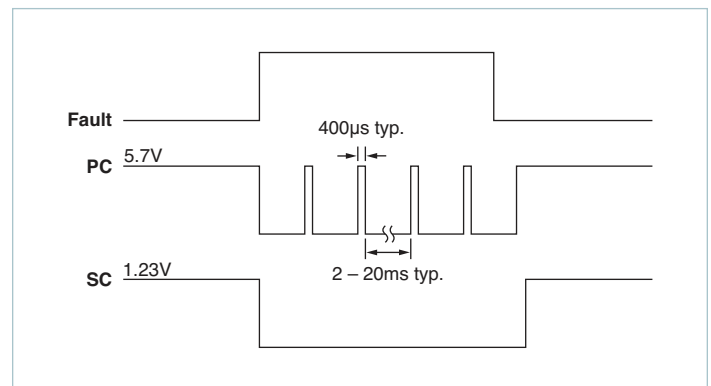 Fault
400µs typ.
5.7V
PC
2 – 20ms typ.
1.23V
SC